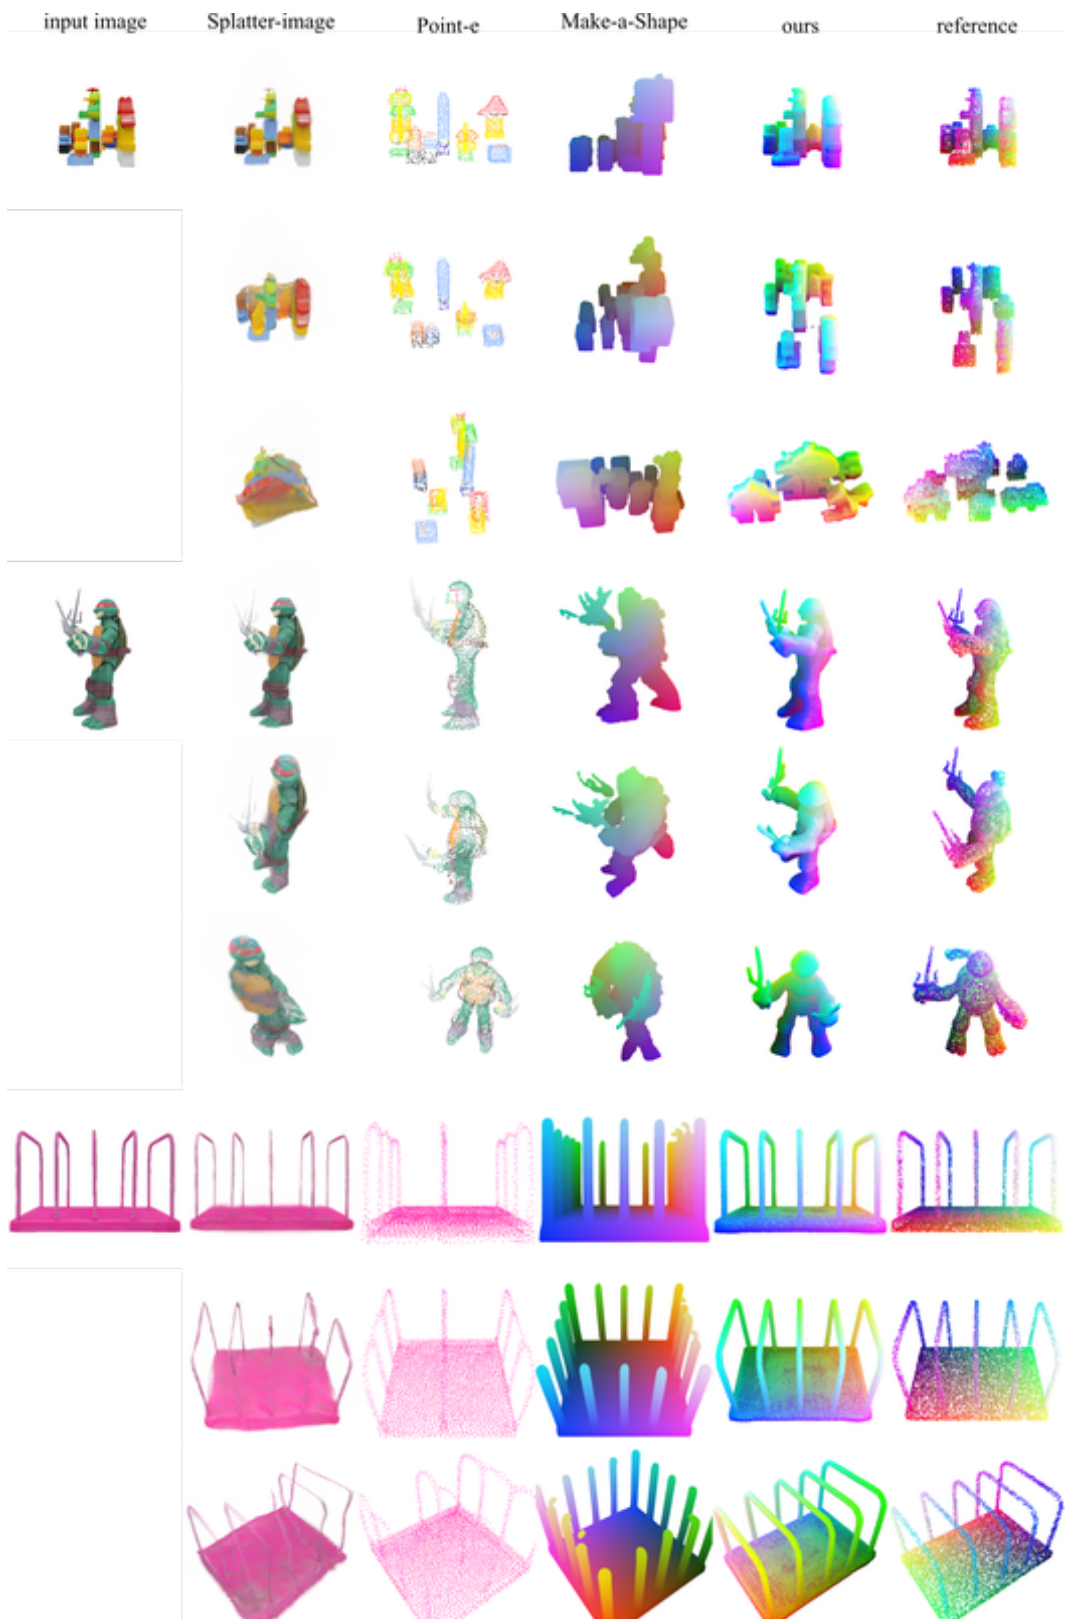 input image
Splatter-image
Point-e
Make-a-Shape
ours
reference